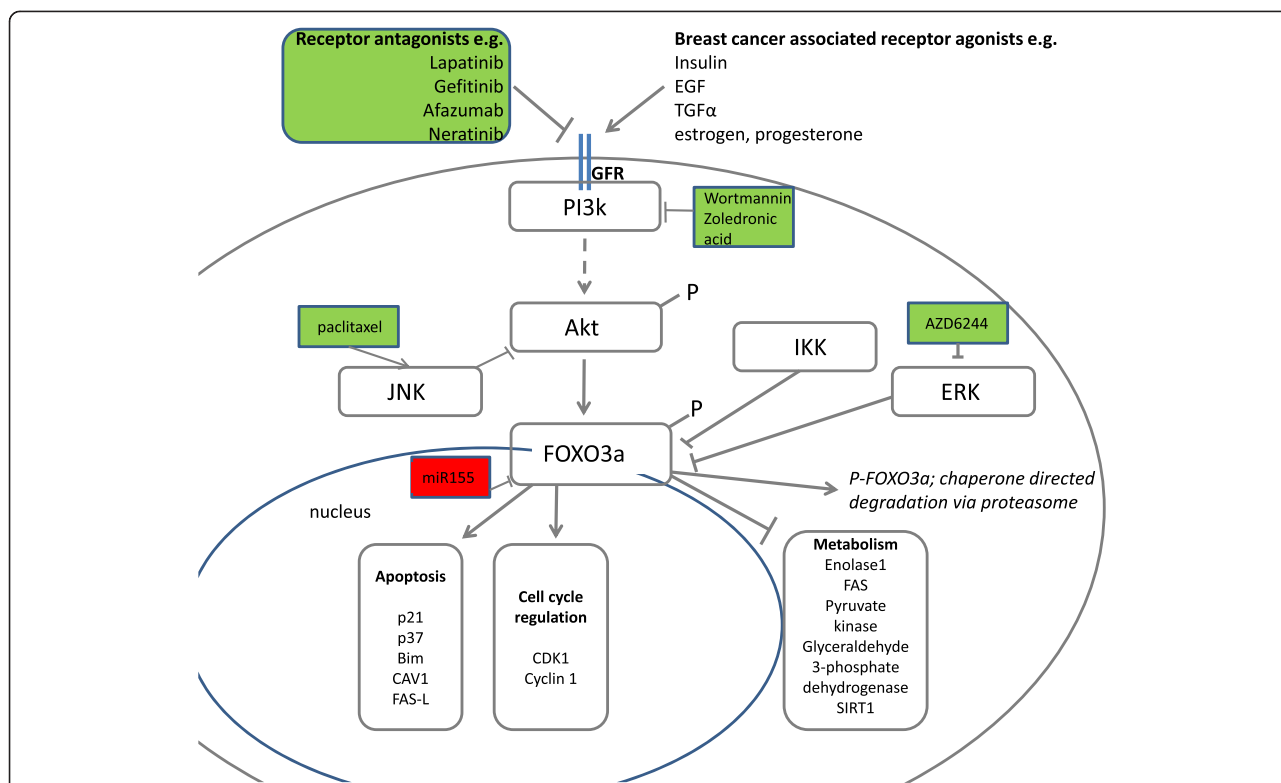 Receptor antagonists e.g.
Lapatinib
Gefitinib
Afazumab
Neratinib
Breast cancer associated receptor agonists e.g.
Insulin
EGF
TGFα
estrogen, progesterone
GFR
PI3k
Wortmannin
Zoledronic
acid
P
Akt
paclitaxel
JNK
IKK
AZD6244
ERK
P
FOXO3a
miR155
nucleus
P-FOXO3a; chaperone directed
degradation via proteasome
Apoptosis
p21
p37
Bim
CAV1
FAS-L
Cell cycle
regulation
CDK1
Cyclin 1
Metabolism
Enolase1
FAS
Pyruvate
kinase
Glyceraldehyde
3-phosphate
dehydrogenase
SIRT1